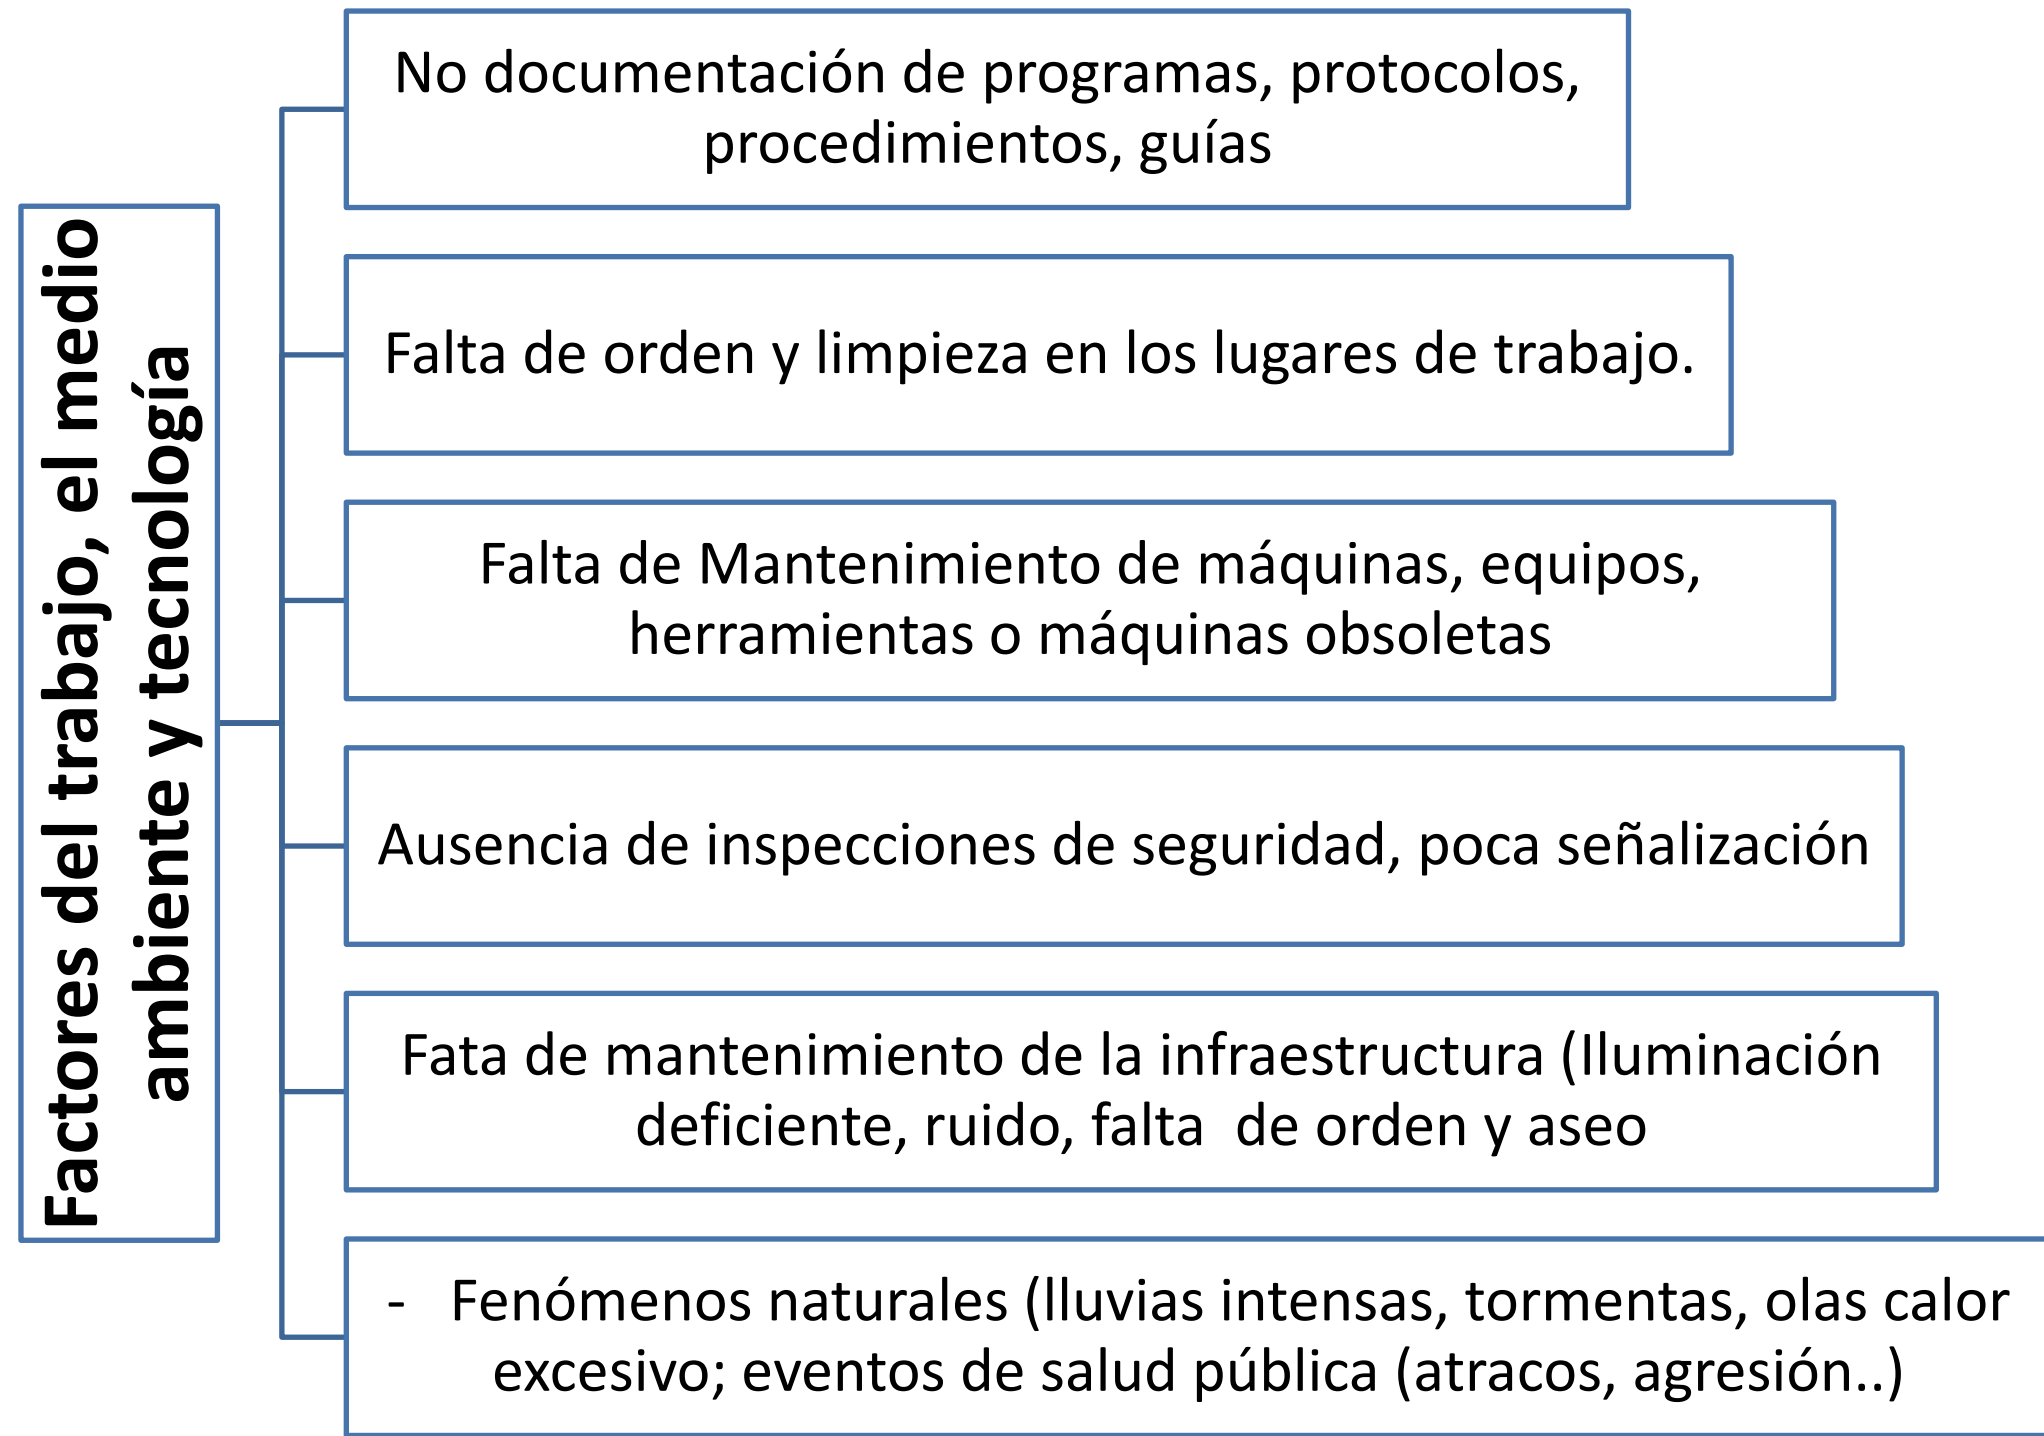 Factores del trabajo, el medio
ambiente y tecnología
No documentación de programas, protocolos,
procedimientos, guías
Falta de orden y limpieza en los lugares de trabajo.
Falta de Mantenimiento de máquinas, equipos,
herramientas o máquinas obsoletas
Ausencia de inspecciones de seguridad, poca señalización
Fata de mantenimiento de la infraestructura (Iluminación
deficiente, ruido, falta  de orden y aseo
- Fenómenos naturales (lluvias intensas, tormentas, olas calor
excesivo; eventos de salud pública (atracos, agresión..)